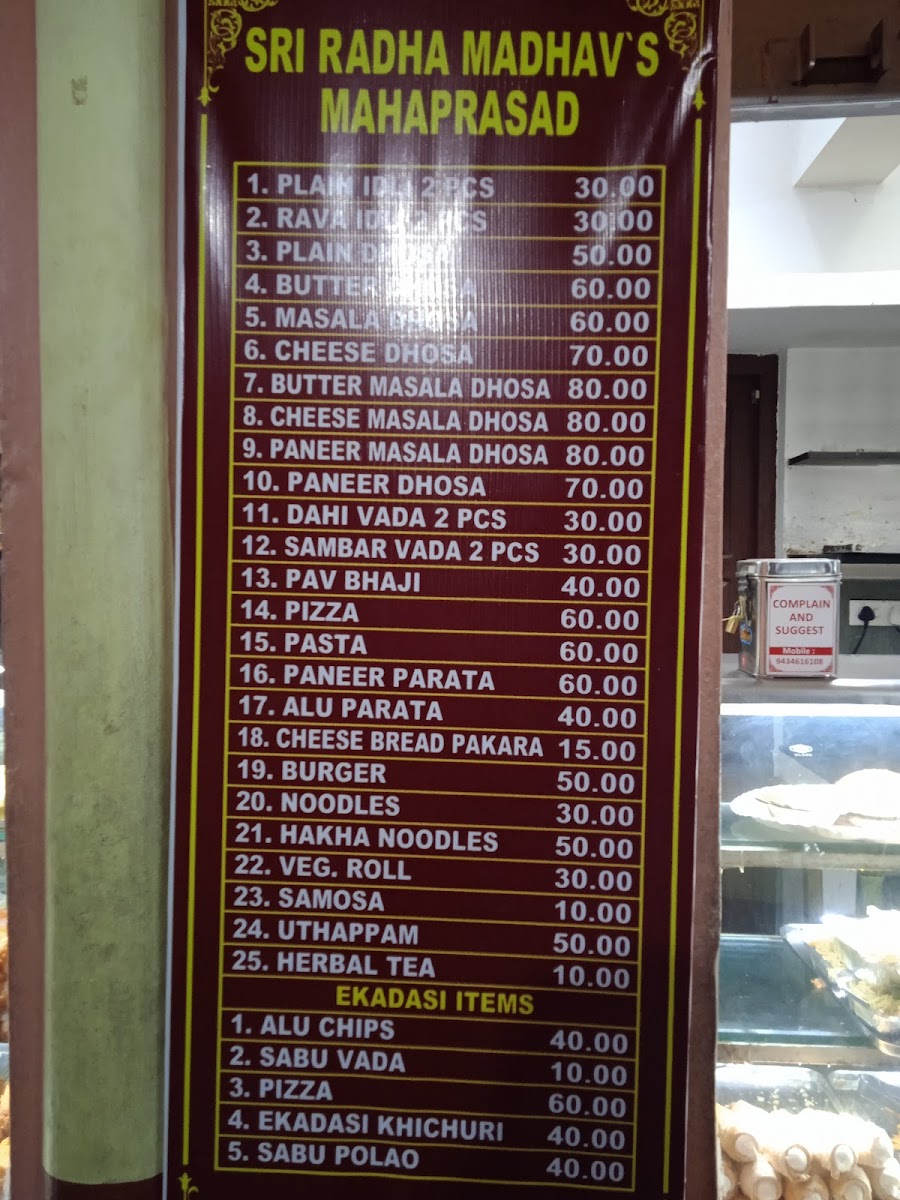 SRI RADHA MADHAV`S
MAHAPRASAD
1. PLAIN IDLI 2 PCS 30.00
2. RAVA IDLI 2 PCS 30.00
3. PLAIN DHOSA 50.00
4. BUTTER DHOSA 60.00
5. MASALA DHOSA 60.00
6. CHEESE DHOSA 70.00
7. BUTTER MASALA DHOSA 80.00
8. CHEESE MASALA DHOSA 80.00
9. PANEER MASALA DHOSA 80.00
10. PANEER DHOSA 70.00
11. DAHI VADA 2 PCS 30.00
12. SAMBAR VADA 2 PCS 30.00
13. PAV BHAJI 40.00
14. PIZZA 60.00
15. PASTA 60.00
16. PANEER PARATA 60.00
17. ALU PARATA 40.00
18. CHEESE BREAD PAKARA 15.00
19. BURGER 50.00
20. NOODLES 30.00
21. HAKHA NOODLES 50.00
22. VEG. ROLL 30.00
23. SAMOSA 10.00
24. UTHAPPAM 50.00
25. HERBAL TEA 10.00
EKADASI ITEMS
1. ALU CHIPS 40.00
2. SABU VADA 10.00
3. PIZZA 60.00
4. EKADASI KHICHURI 40.00
5. SABU POLAO 40.00
COMPLAIN
AND
SUGGEST
Mobile :
9434616108